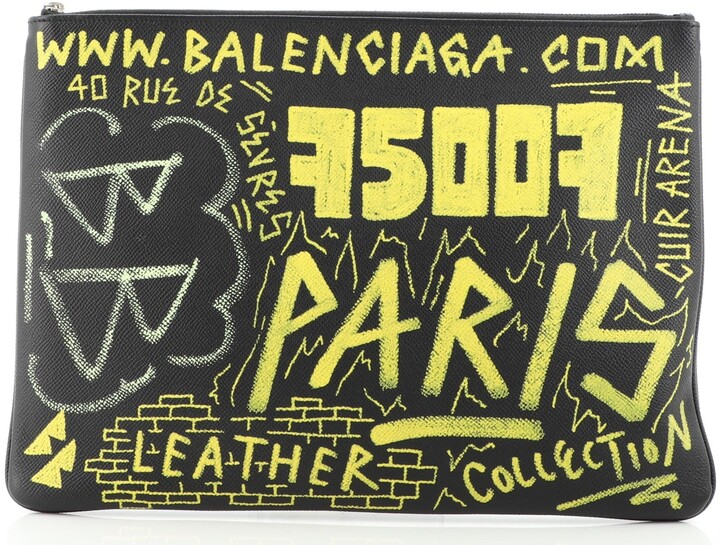 WWW.BALENCIAGA.COM
40 RUE DE
SÈVRES
75007
CUIR ARENA
PARIS
LEATHER
COLLECTION